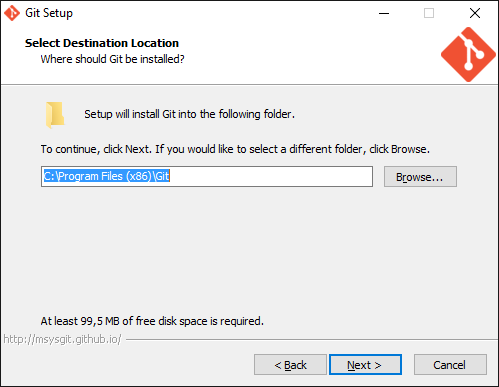 Git Setup
Select Destination Location
Where should Git be installed?
Setup will install Git into the following folder.
To continue, click Next. If you would like to select a different folder, click Browse.
C:\Program Files (x86)\Git
Browse...
At least 99,5 MB of free disk space is required.
http://msysgit.github.io/
< Back
Next >
Cancel